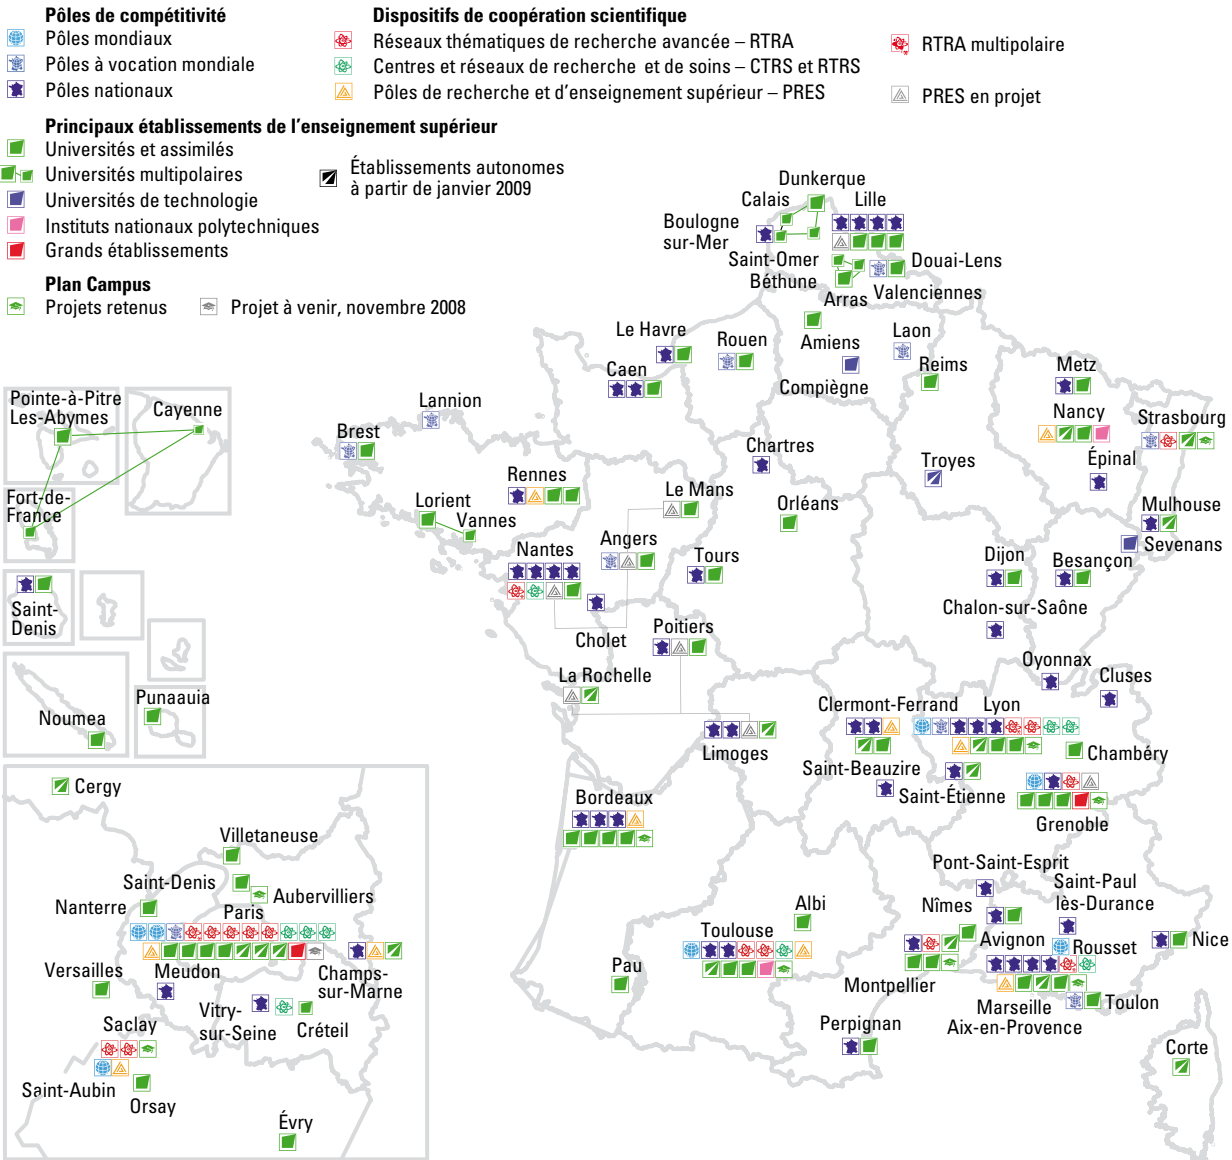 Pôles de compétitivité
Pôles mondiaux
Pôles à vocation mondiale
Pôles nationaux
Dispositifs de coopération scientifique
Réseaux thématiques de recherche avancée – RTRA
Centres et réseaux de recherche et de soins – CTRS et RTRS
Pôles de recherche et d'enseignement supérieur – PRES
RTRA multipolaire
PRES en projet
Principaux établissements de l'enseignement supérieur
Universités et assimilés
Universités multipolaires
Universités de technologie
Instituts nationaux polytechniques
Grands établissements
Établissements autonomes
à partir de janvier 2009
Plan Campus
Projets retenus
Projet à venir, novembre 2008
Dunkerque
Calais
Lille
Boulogne
sur-Mer
Saint-Omer
Douai-Lens
Béthune
Valenciennes
Arras
Le Havre
Rouen
Amiens
Laon
Caen
Compiègne
Reims
Metz
Pointe-à-Pitre
Les-Abymes
Cayenne
Lannion
Nancy
Strasbourg
Brest
Chartres
Épinal
Rennes
Troyes
Fort-de-
France
Lorient
Le Mans
Orléans
Mulhouse
Vannes
Sevenans
Nantes
Angers
Tours
Dijon
Besançon
Saint-
Denis
Chalon-sur-Saône
Cholet
Poitiers
Oyonnax
Cluses
La Rochelle
Punaauia
Noumea
Clermont-Ferrand
Lyon
Limoges
Chambéry
Saint-Beauzire
Saint-Étienne
Cergy
Bordeaux
Grenoble
Villetaneuse
Pont-Saint-Esprit
Saint-Denis
Aubervilliers
Saint-Paul
lès-Durance
Nanterre
Paris
Albi
Nîmes
Toulouse
Avignon
Rousset
Nice
Versailles
Meudon
Champs-
sur-Marne
Pau
Montpellier
Vitry-
sur-Seine
Créteil
Marseille
Toulon
Aix-en-Provence
Saclay
Perpignan
Corte
Saint-Aubin
Orsay
Évry